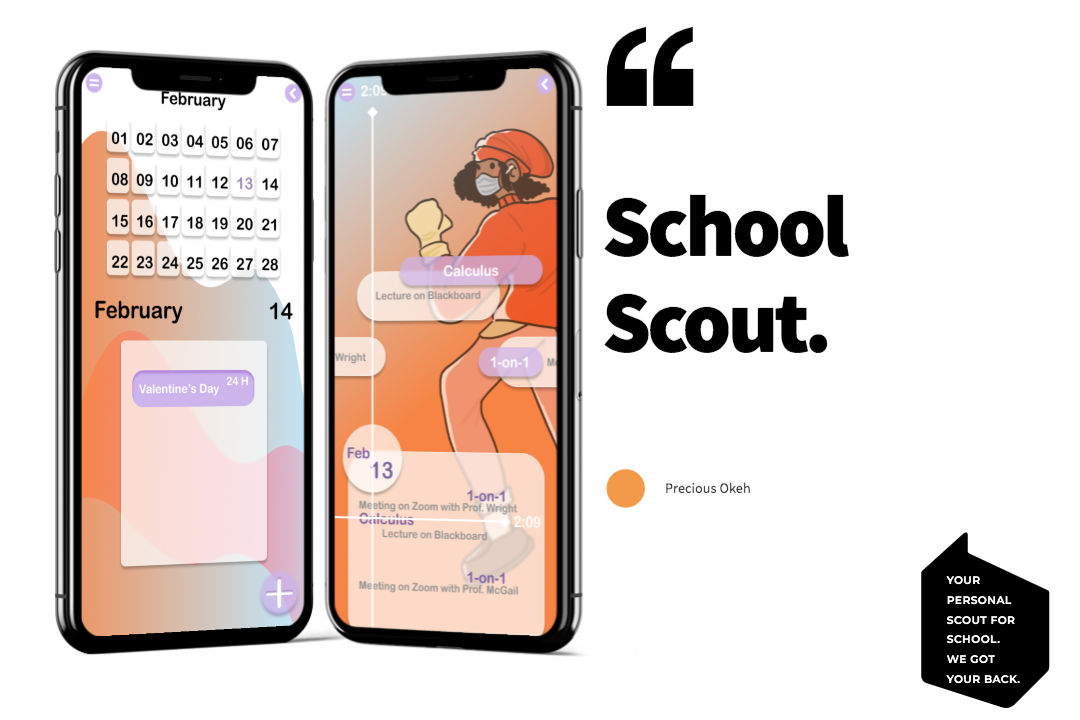 February
01 02 03 04 05 06 07
08 09 10 11 12 13 14
15 16 17 18 19 20 21
22 23 24 25 26 27 28
February 14
Valentine's Day 24 H
2:09
Calculus
Lecture on Blackboard
Wright
1-on-1
Feb
13
1-on-1
Meeting on Zoom with Prof. Wright
Calculus
2:09
Lecture on Blackboard
1-on-1
Meeting on Zoom with Prof. McGail
“
School
Scout.
Precious Okeh
YOUR
PERSONAL
SCOUT FOR
SCHOOL.
WE GOT
YOUR BACK.